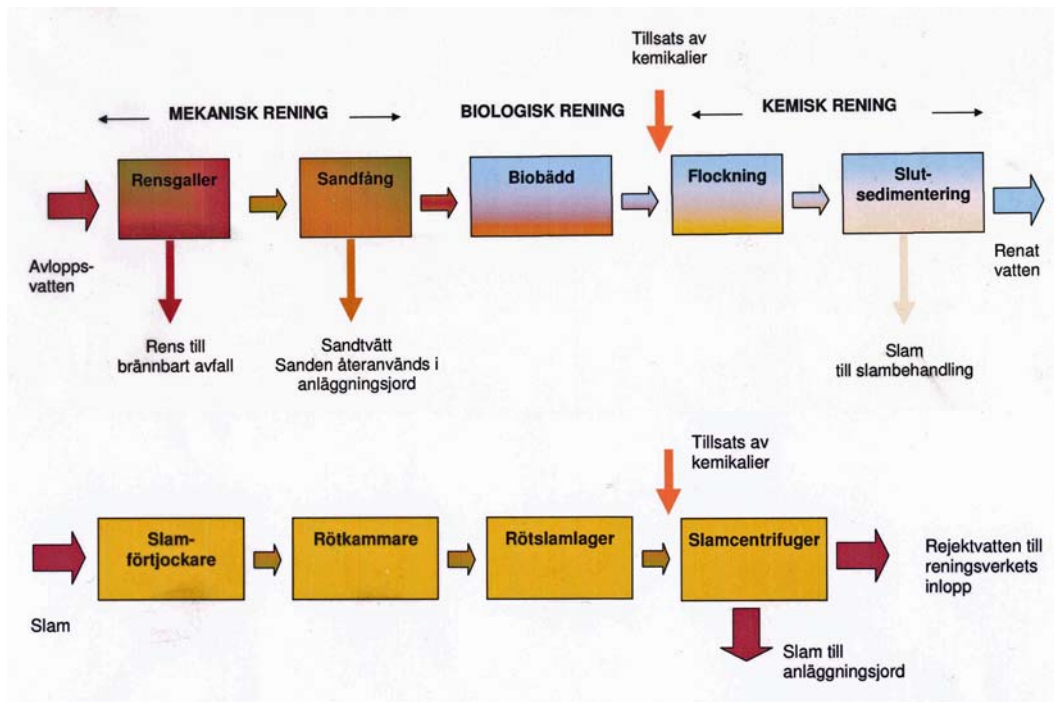 Tillsats av
kemikalier
MEKANISK RENING
BIOLOGISK RENING
KEMISK RENING
Rensgaller
Sandfång
Biobädd
Flockning
Slut-
sedimentering
Avlopps-
vatten
Renat
vatten
Rens till
brännbart avfall
Sandtvätt
Sanden återanvänds i
anläggningsjord
Slam
till slambehandling
Tillsats av
kemikalier
Slam-
förtjockare
Rötkammare
Rötslamlager
Slamcentrifuger
Rejektvatten till
reningsverkets
inlopp
Slam
Slam till
anläggningsjord